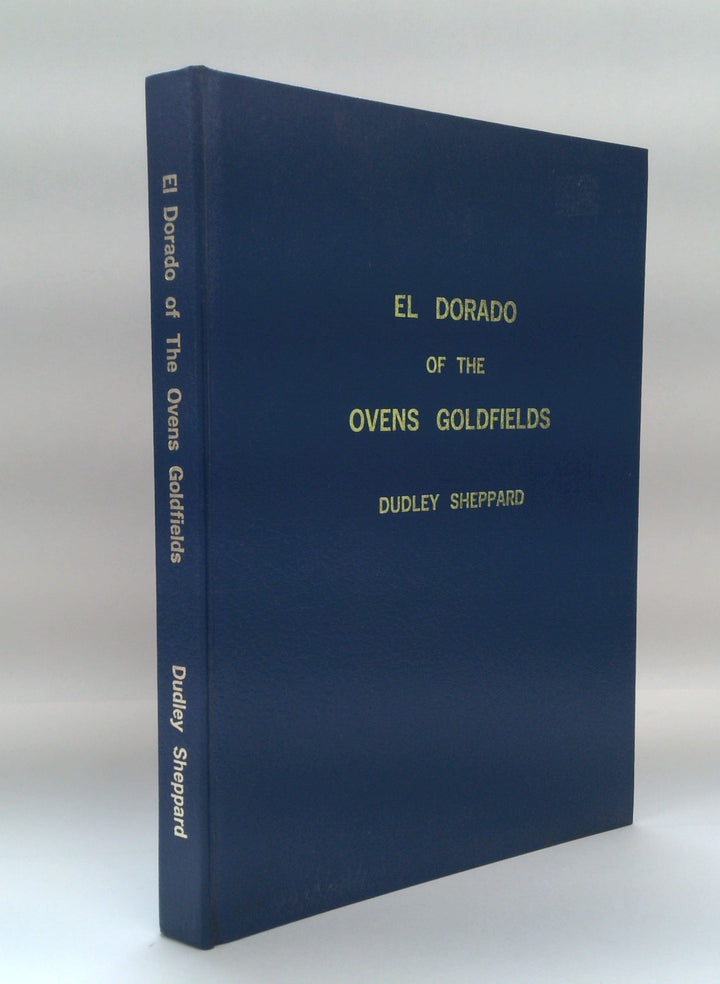 El Dorado of The Ovens Goldfields Dudley Sheppard
EL DORADO
OF THE
OVENS GOLDFIELDS
DUDLEY SHEPPARD